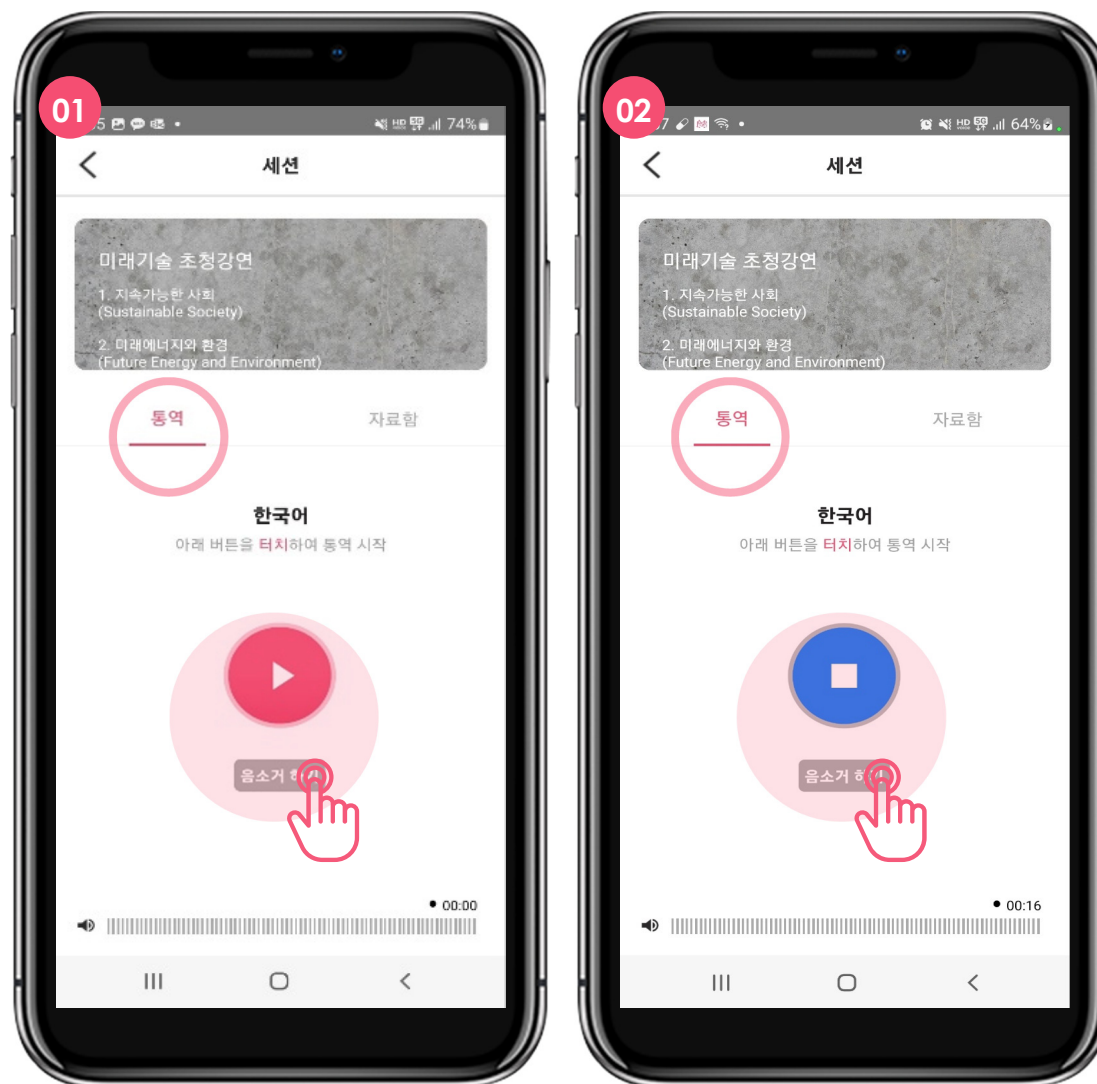 01
5 74%
세션
미래기술 초청강연
1. 지속가능한 사회
(Sustainable Society)
2. 미래에너지와 환경
(Future Energy and Environment)
통역 자료함
한국어
아래 버튼을 터치하여 통역 시작
음소거
00:00
02
7 64%
세션
미래기술 초청강연
1. 지속가능한 사회
(Sustainable Society)
2. 미래에너지와 환경
(Future Energy and Environment)
통역 자료함
한국어
아래 버튼을 터치하여 통역 시작
음소거
00:16